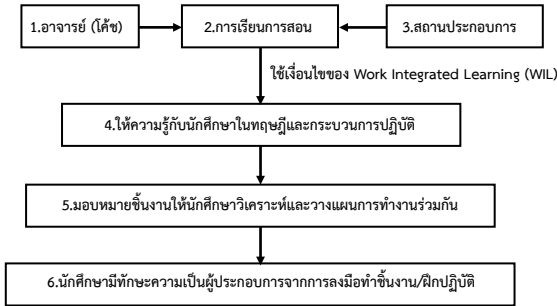 1.อาจารย์ (โค้ช)
2.การเรียนการสอน
3.สถานประกอบการ
ใช้เงื่อนไขของ Work Integrated Learning (WIL)
4.ให้ความรู้กับนักศึกษาในทฤษฎีและกระบวนการปฏิบัติ
5.มอบหมายชิ้นงานให้นักศึกษาวิเคราะห์และวางแผนการทำงานร่วมกัน
6.นักศึกษามีทักษะความเป็นผู้ประกอบการจากการลงมือทำชิ้นงาน/ฝึกปฏิบัติ